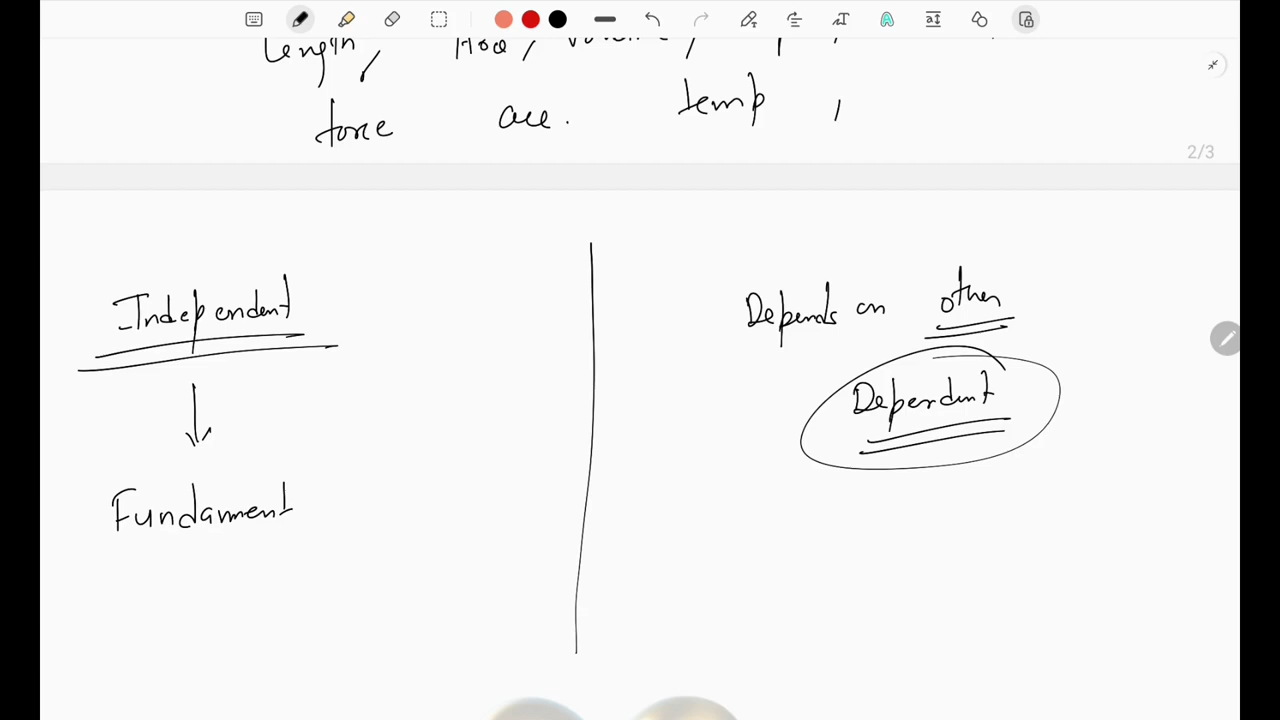 Length,
force acc. temp ,
2/3
Independent
Depends on other
Dependent
Fundament